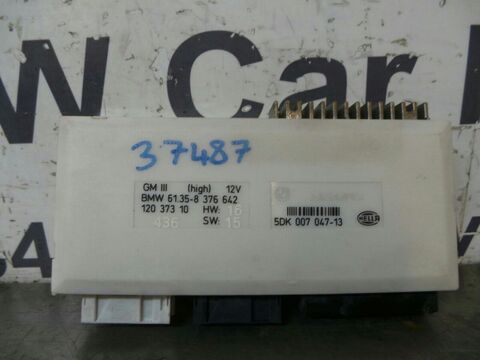 W Car
37487
GM III (high) 12V
BMW 61.35-8 376 642
120 373 10 HW: 16
436 SW: 15
5DK 007 047-13
HELLA